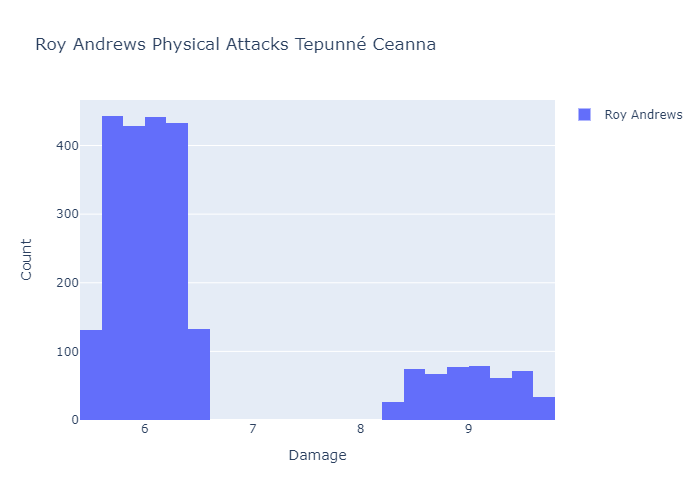 Roy Andrews Physical Attacks Tepunné Ceanna
Roy Andrews
400
300
200
100
0
Count
6 7 8 9
Damage